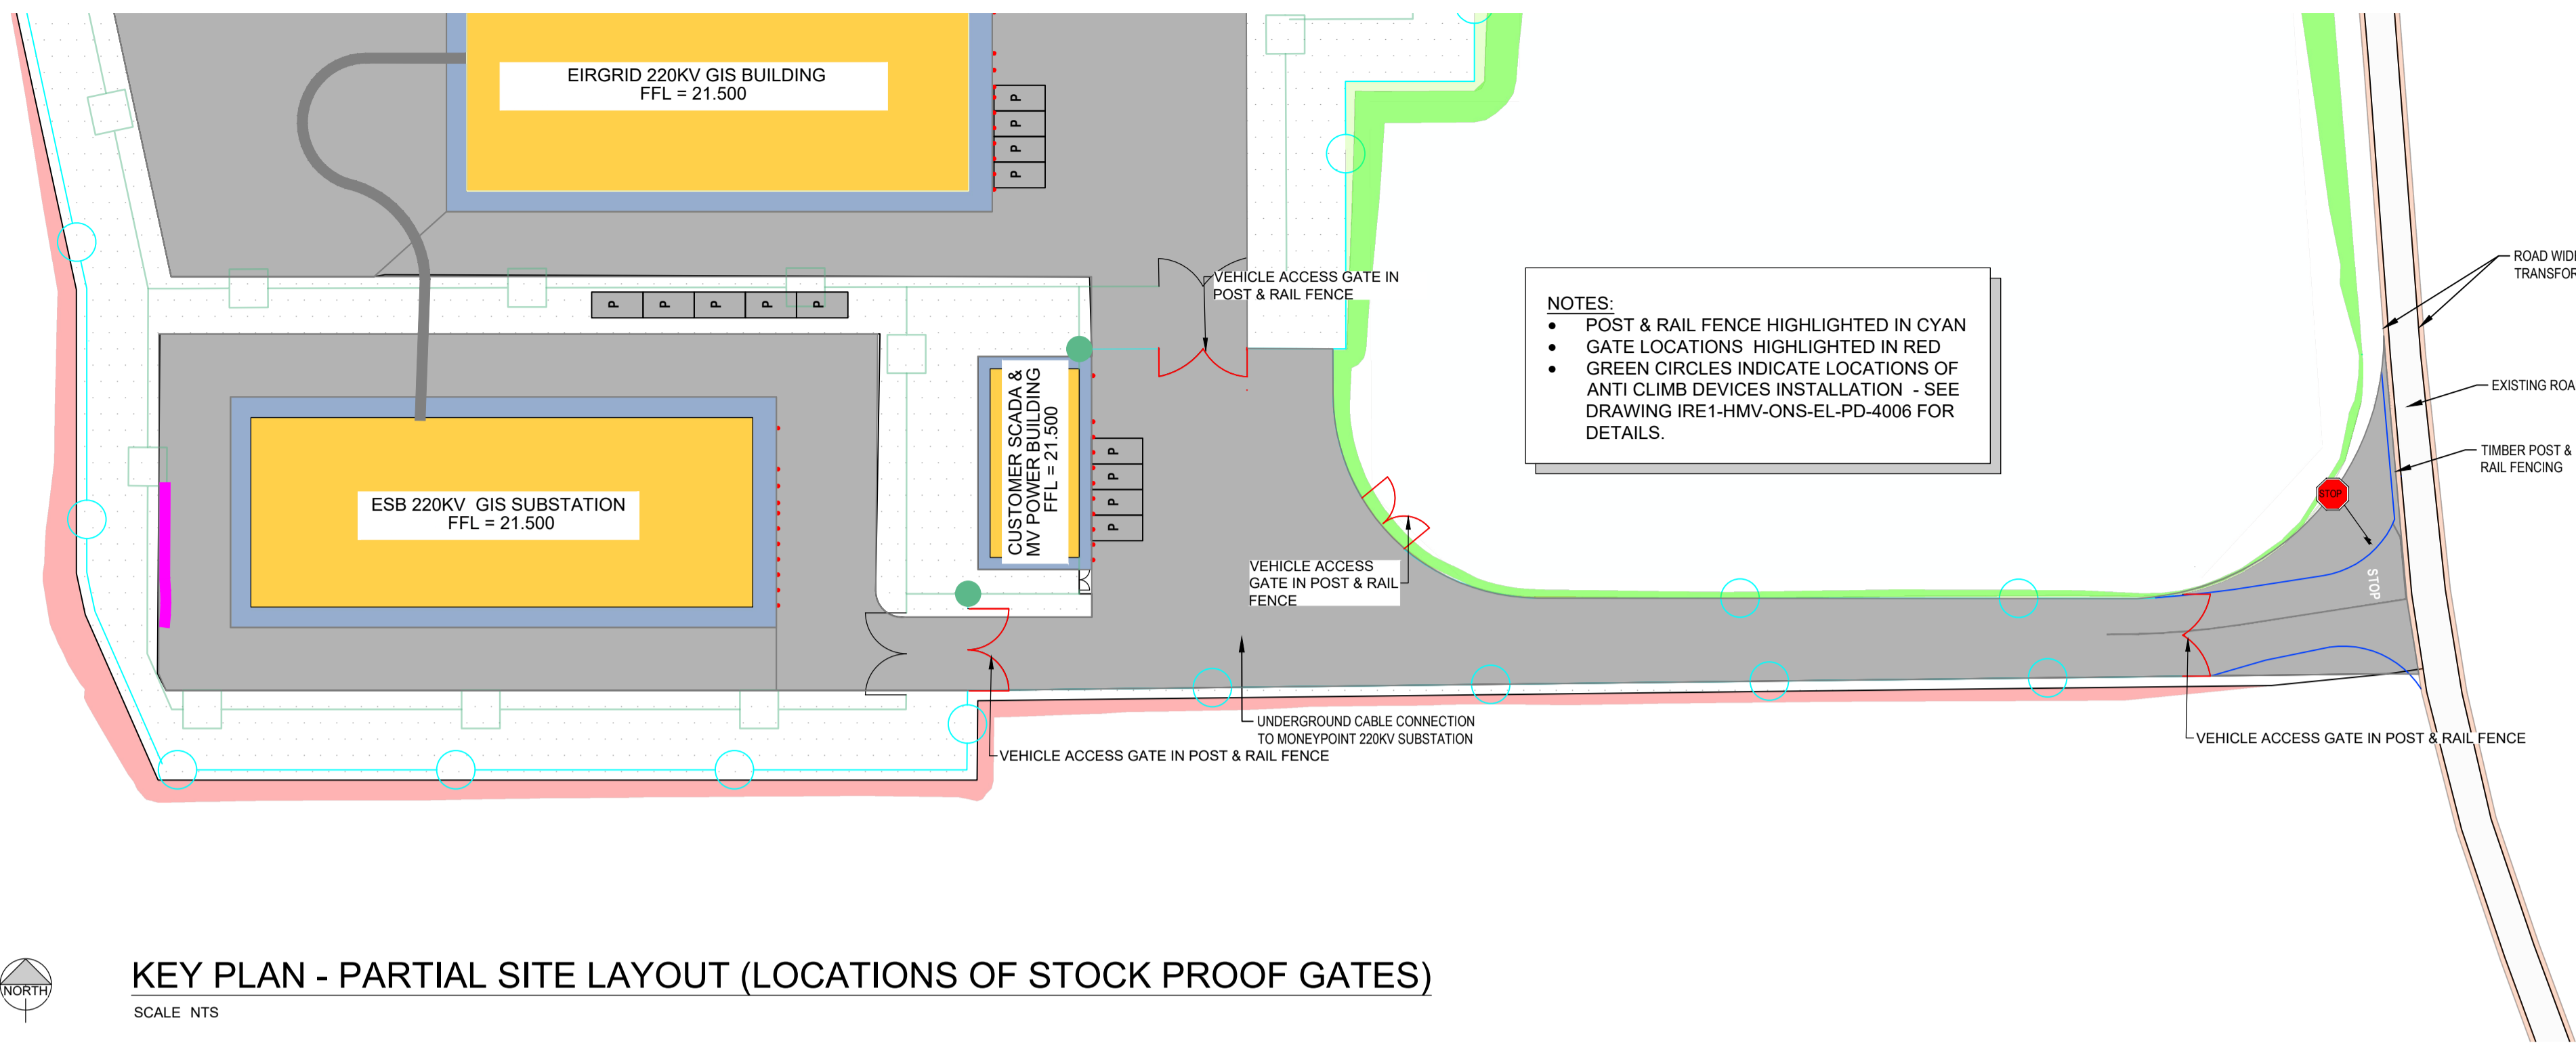 EIRGRID 220KV GIS BUILDING
FFL = 21.500
P
P
P
P
VEHICLE ACCESS GATE IN
POST & RAIL FENCE
P P P P P
NOTES:
• POST & RAIL FENCE HIGHLIGHTED IN CYAN
• GATE LOCATIONS HIGHLIGHTED IN RED
• GREEN CIRCLES INDICATE LOCATIONS OF
ANTI CLIMB DEVICES INSTALLATION - SEE
DRAWING IRE1-HMV-ONS-EL-PD-4006 FOR
DETAILS.
ROAD WID
TRANSFOR
EXISTING ROA
TIMBER POST &
RAIL FENCING
STOP
STOP
CUSTOMER SCADA &
MV POWER BUILDING
FFL = 21.500
P
P
P
P
ESB 220KV GIS SUBSTATION
FFL = 21.500
VEHICLE ACCESS
GATE IN POST & RAIL
FENCE
UNDERGROUND CABLE CONNECTION
TO MONEYPOINT 220KV SUBSTATION
VEHICLE ACCESS GATE IN POST & RAIL FENCE
VEHICLE ACCESS GATE IN POST & RAIL FENCE
NORTH
KEY PLAN - PARTIAL SITE LAYOUT (LOCATIONS OF STOCK PROOF GATES)
SCALE NTS